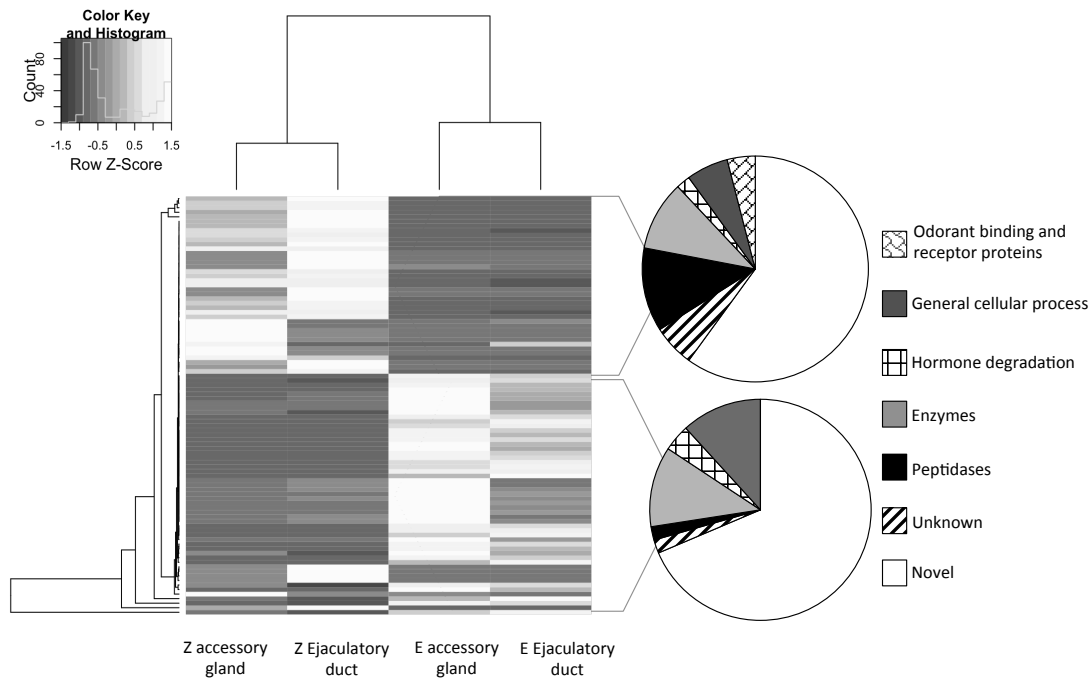 Color Key
and Histogram
Count
0 40 80
-1.5 -0.5 0.5 1.5
Row Z-Score
Odorant binding and
receptor proteins
General cellular process
Hormone degradation
Enzymes
Peptidases
Unknown
Novel
Z accessory
gland
Z Ejaculatory
duct
E accessory
gland
E Ejaculatory
duct